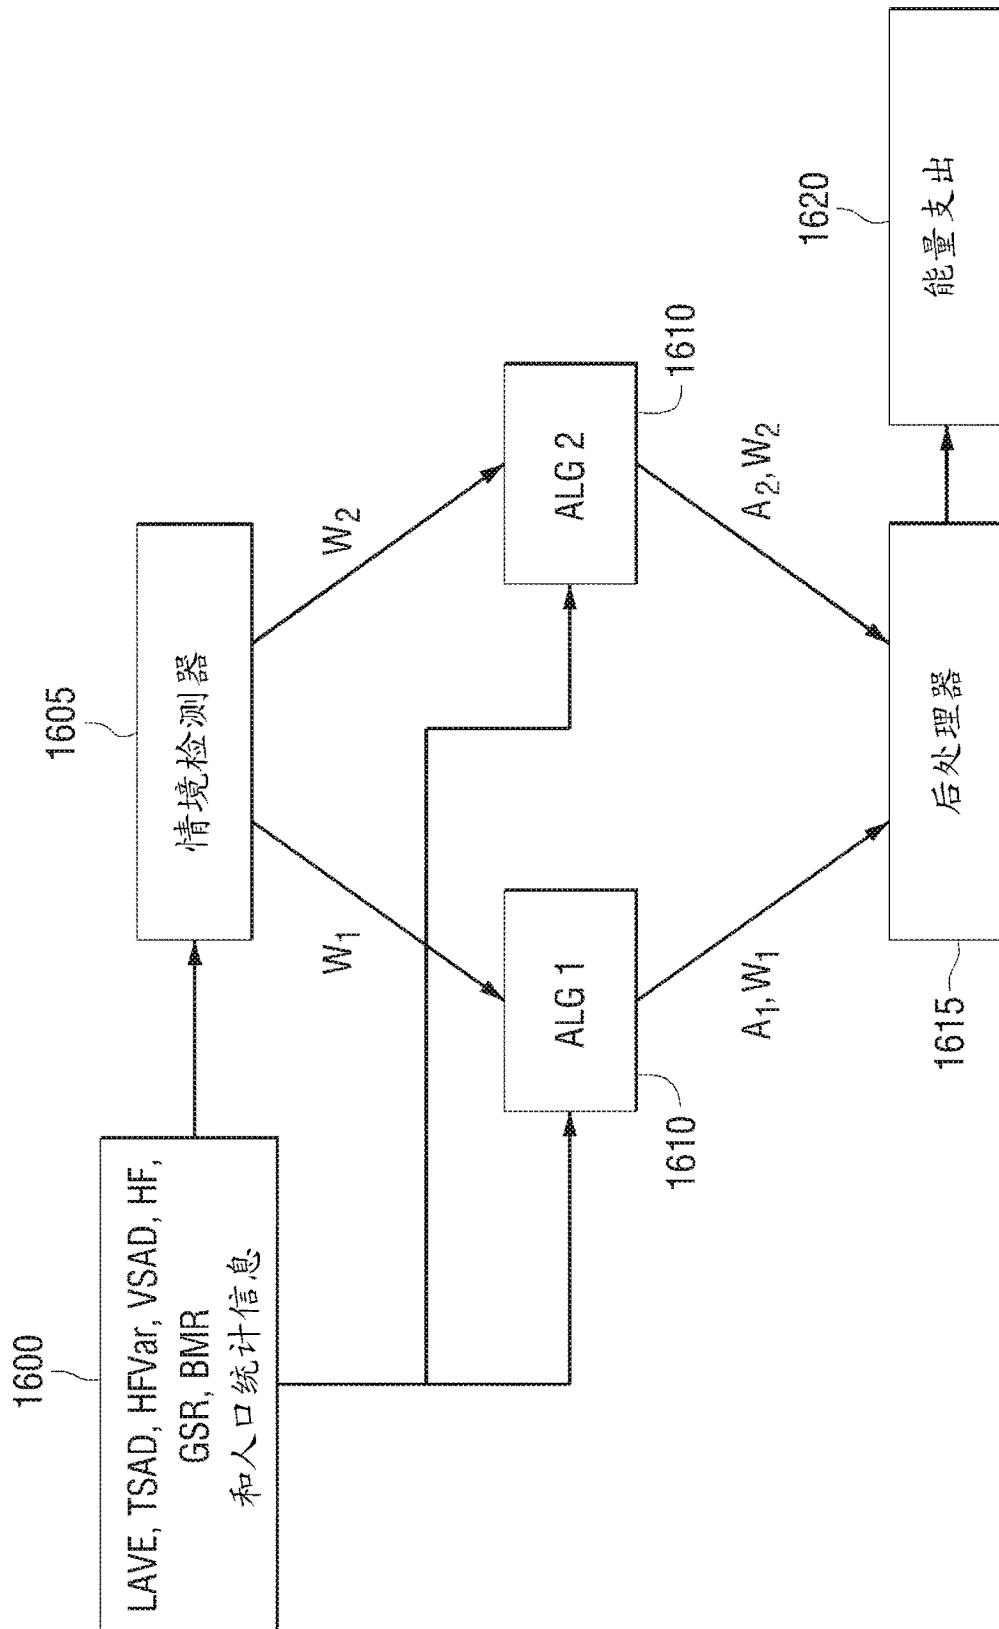 1600
LAVE, TSAD, HFVar, VSAD, HF,
GSR, BMR
和人口统计信息
1605
情境检测器
W1
W2
ALG 1
1610
ALG 2
1610
A1, W1
A2, W2
后处理器
1615
1620
能量支出